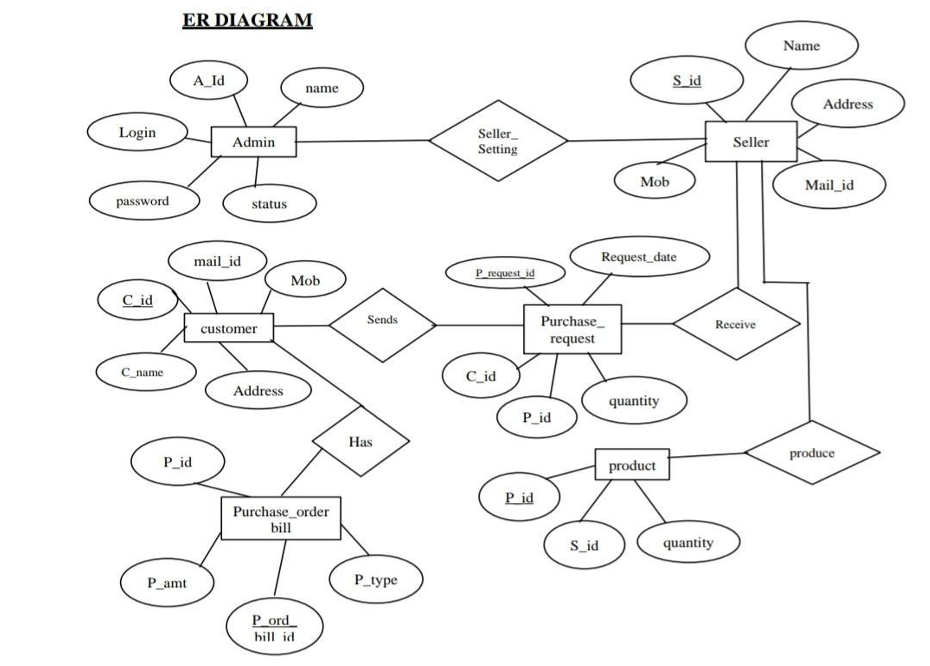 ER DIAGRAM
Name
A_Id
name
S_id
Address
Login
Admin
Seller_
Setting
Seller
password
status
Mob
Mail_id
mail_id
Mob
P_request_id
Request_date
C_id
customer
Sends
Purchase_
request
Receive
C_name
Address
C_id
P_id
quantity
Has
P_id
product
produce
P_id
Purchase_order
bill
S_id
quantity
P_amt
P_type
P_ord_
bill_id